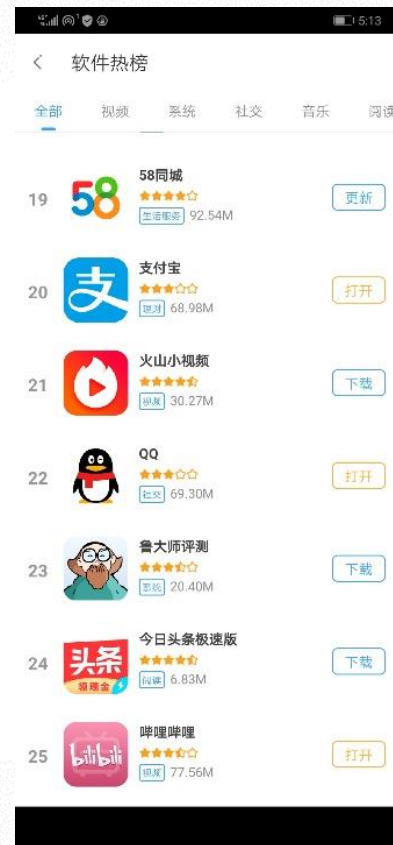 5:13
软件热榜
全部 视频 系统 社交 音乐 阅读
19
58
58同城
生活服务 92.54M
更新
20
支
支付宝
理财 68.98M
打开
21
火山小视频
视频 30.27M
下载
22
QQ
社交 69.30M
打开
23
鲁大师评测
系统 20.40M
下载
24
头条
领现金
今日头条极速版
阅读 6.83M
下载
25
bilibili
哔哩哔哩
视频 77.56M
打开